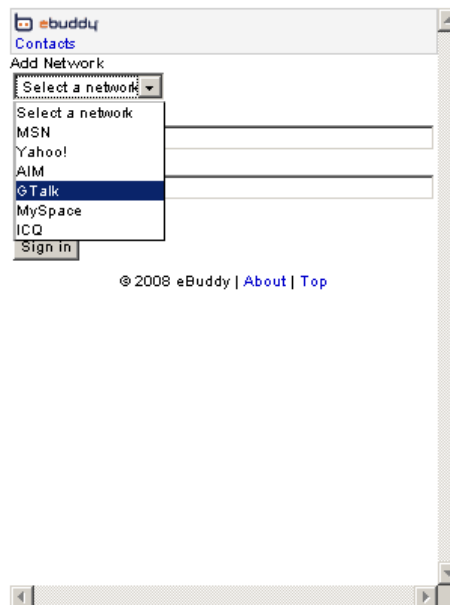 ebuddy
Contacts
Add Network
Select a network
Select a network
MSN
Yahoo!
AIM
GTalk
MySpace
ICQ
Sign in
© 2008 eBuddy | About | Top